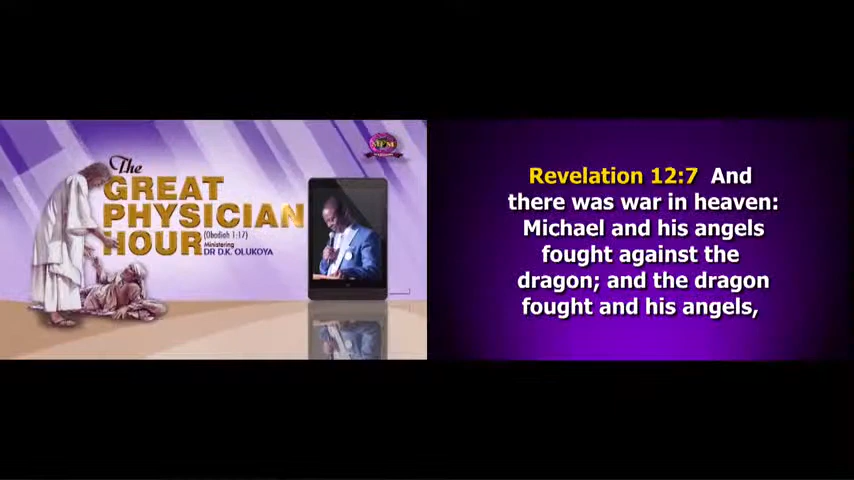 The
GREAT
PHYSICIAN
HOUR
(Obadiah 1:17)
Ministering
DR D.K. OLUKOYA
MFM
Revelation 12:7 And
there was war in heaven:
Michael and his angels
fought against the
dragon; and the dragon
fought and his angels,